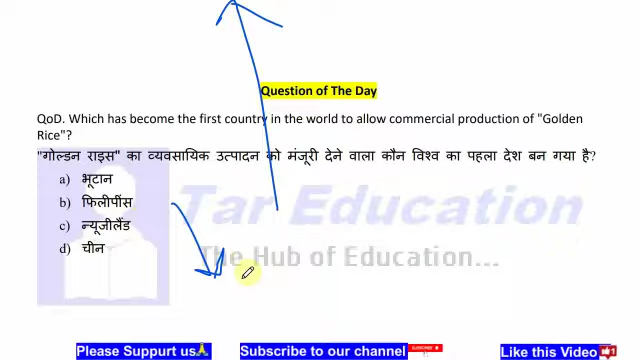 Question of The Day
QoD. Which has become the first country in the world to allow commercial production of "Golden
Rice"?
"गोल्डन राइस" का व्यवसायिक उत्पादन को मंजूरी देने वाला कौन विश्व का पहला देश बन गया है?
a) भूटान
b) फिलीपींस
c) न्यूजीलैंड
d) चीन
Tar Education
The Hub of Education...
Please Suppurt us
Subscribe to our channel
Like this Video